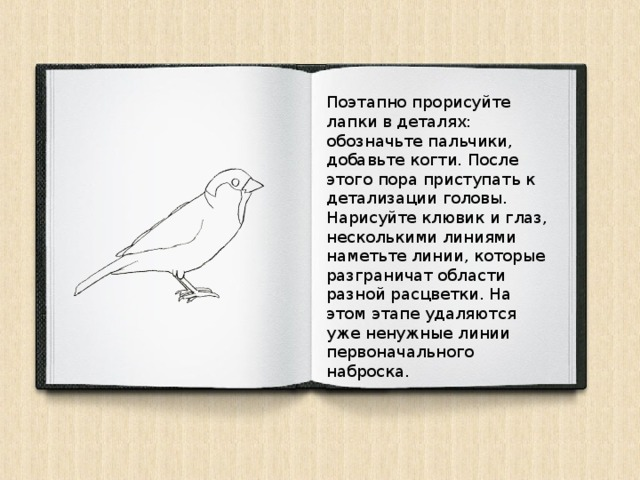 Поэтапно прорисуйте
лапки в деталях:
обозначьте пальчики,
добавьте когти. После
этого пора приступать к
детализации головы.
Нарисуйте клювик и глаз,
несколькими линиями
наметьте линии, которые
разграничат области
разной расцветки. На
этом этапе удаляются
уже ненужные линии
первоначального
наброска.